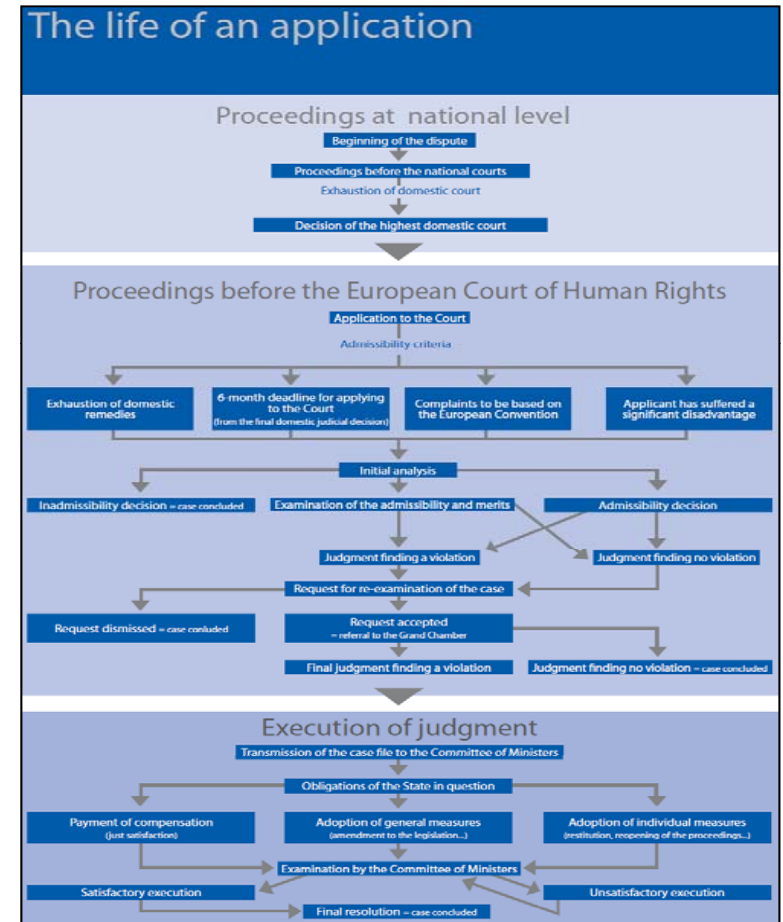 The life of an application
Proceedings at national level
Beginning of the dispute
Proceedings before the national courts
Exhaustion of domestic court
Decision of the highest domestic court
Proceedings before the European Court of Human Rights
Application to the Court
Admissibility criteria
Exhaustion of domestic
remedies
6-month deadline for applying
to the Court
(from the final domestic judicial decision)
Complaints to be based on
the European Convention
Applicant has suffered a
significant disadvantage
Initial analysis
Inadmissibility decision = case concluded
Examination of the admissibility and merits
Admissibility decision
Judgment finding a violation
Judgment finding no violation
Request for re-examination of the case
Request dismissed = case conluded
Request accepted
= referral to the Grand Chamber
Final judgment finding a violation
Judgment finding no violation = case concluded
Execution of judgment
Transmission of the case file to the Committee of Ministers
Obligations of the State in question
Payment of compensation
(just satisfaction)
Adoption of general measures
(amendment to the legislation...)
Adoption of individual measures
(restitution, reopening of the proceedings...)
Examination by the Committee of Ministers
Satisfactory execution
Unsatisfactory execution
Final resolution = case concluded